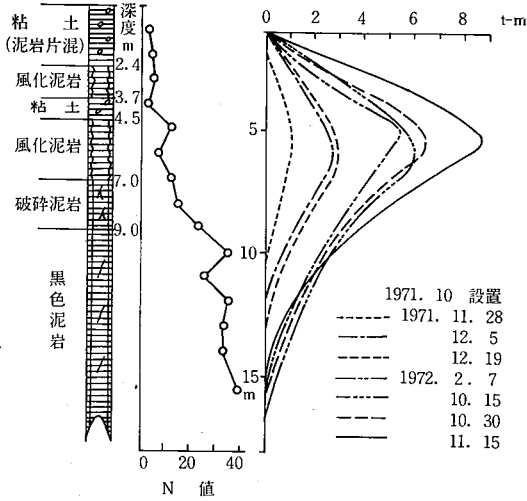 粘 土
(泥岩片混)
風化泥岩
粘 土
風化泥岩
破砕泥岩
黒色泥岩
深度
m
2.4
3.7
4.5
7.0
9.0
m
0 20 40
N 値
0 2 4 6 8 t-m
5
10
15
m
1971. 10 設置
1971. 11. 28
12. 5
12. 19
1972. 2. 7
10. 15
10. 30
11. 15